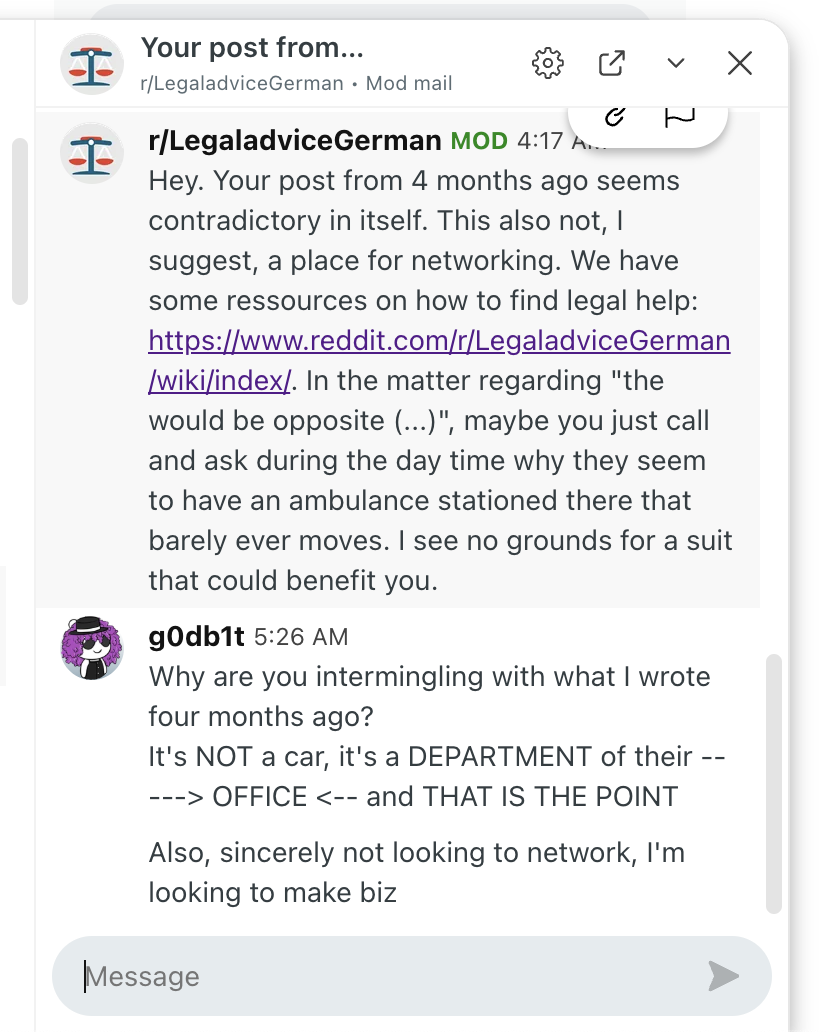 Your post from...
r/LegaladviceGerman • Mod mail
r/LegaladviceGerman MOD 4:17
Hey. Your post from 4 months ago seems
contradictory in itself. This also not, I
suggest, a place for networking. We have
some ressources on how to find legal help:
https://www.reddit.com/r/LegaladviceGerman
/wiki/index/. In the matter regarding "the
would be opposite (...)", maybe you just call
and ask during the day time why they seem
to have an ambulance stationed there that
barely ever moves. I see no grounds for a suit
that could benefit you.
g0db1t 5:26 AM
Why are you intermingling with what I wrote
four months ago?
It's NOT a car, it's a DEPARTMENT of their --
---> OFFICE <-- and THAT IS THE POINT
Also, sincerely not looking to network, I'm
looking to make biz
Message